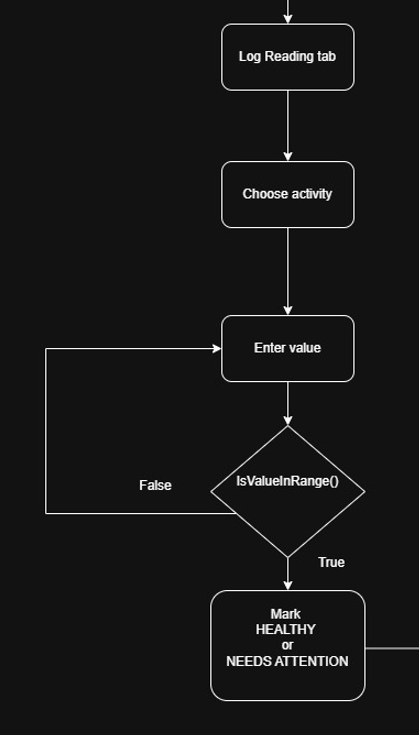 Log Reading tab
Choose activity
Enter value
IsValueInRange()
False
True
Mark
HEALTHY
or
NEEDS ATTENTION